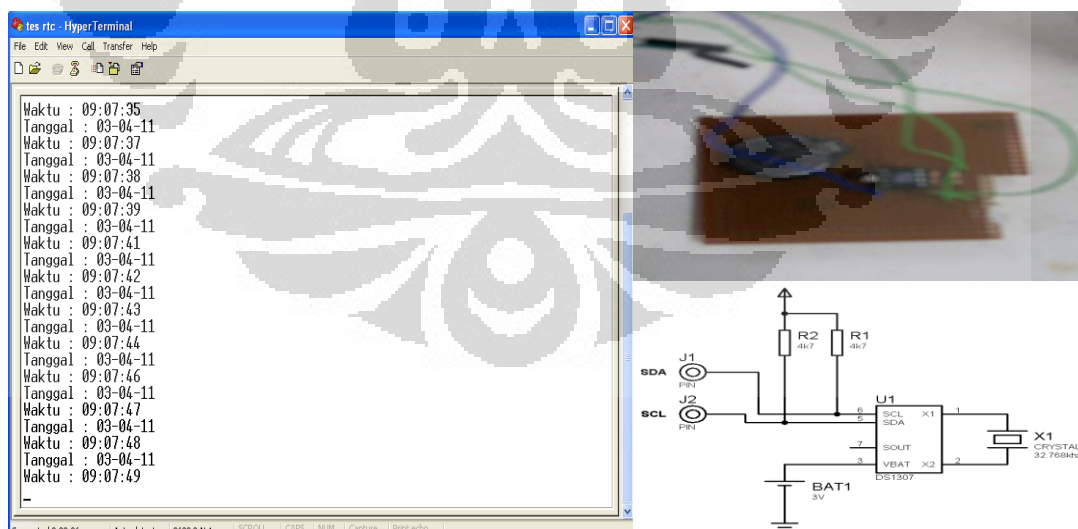 tes rtc - HyperTerminal
File Edit View Call Transfer Help
Waktu : 09:07:35
Tanggal : 03-04-11
Waktu : 09:07:37
Tanggal : 03-04-11
Waktu : 09:07:38
Tanggal : 03-04-11
Waktu : 09:07:39
Tanggal : 03-04-11
Waktu : 09:07:41
Tanggal : 03-04-11
Waktu : 09:07:42
Tanggal : 03-04-11
Waktu : 09:07:43
Tanggal : 03-04-11
Waktu : 09:07:44
Tanggal : 03-04-11
Waktu : 09:07:46
Tanggal : 03-04-11
Waktu : 09:07:47
Tanggal : 03-04-11
Waktu : 09:07:48
Tanggal : 03-04-11
Waktu : 09:07:49
SCROLL CAPS NUM Capture Print echo
R2
4k7
R1
4k7
J1
SDA
PIN
J2
SCL
PIN
U1
6 SCL X1 1
5 SDA
7 SOUT
3 VBAT X2 2
DS1307
X1
CRYSTAL
BAT1
3V